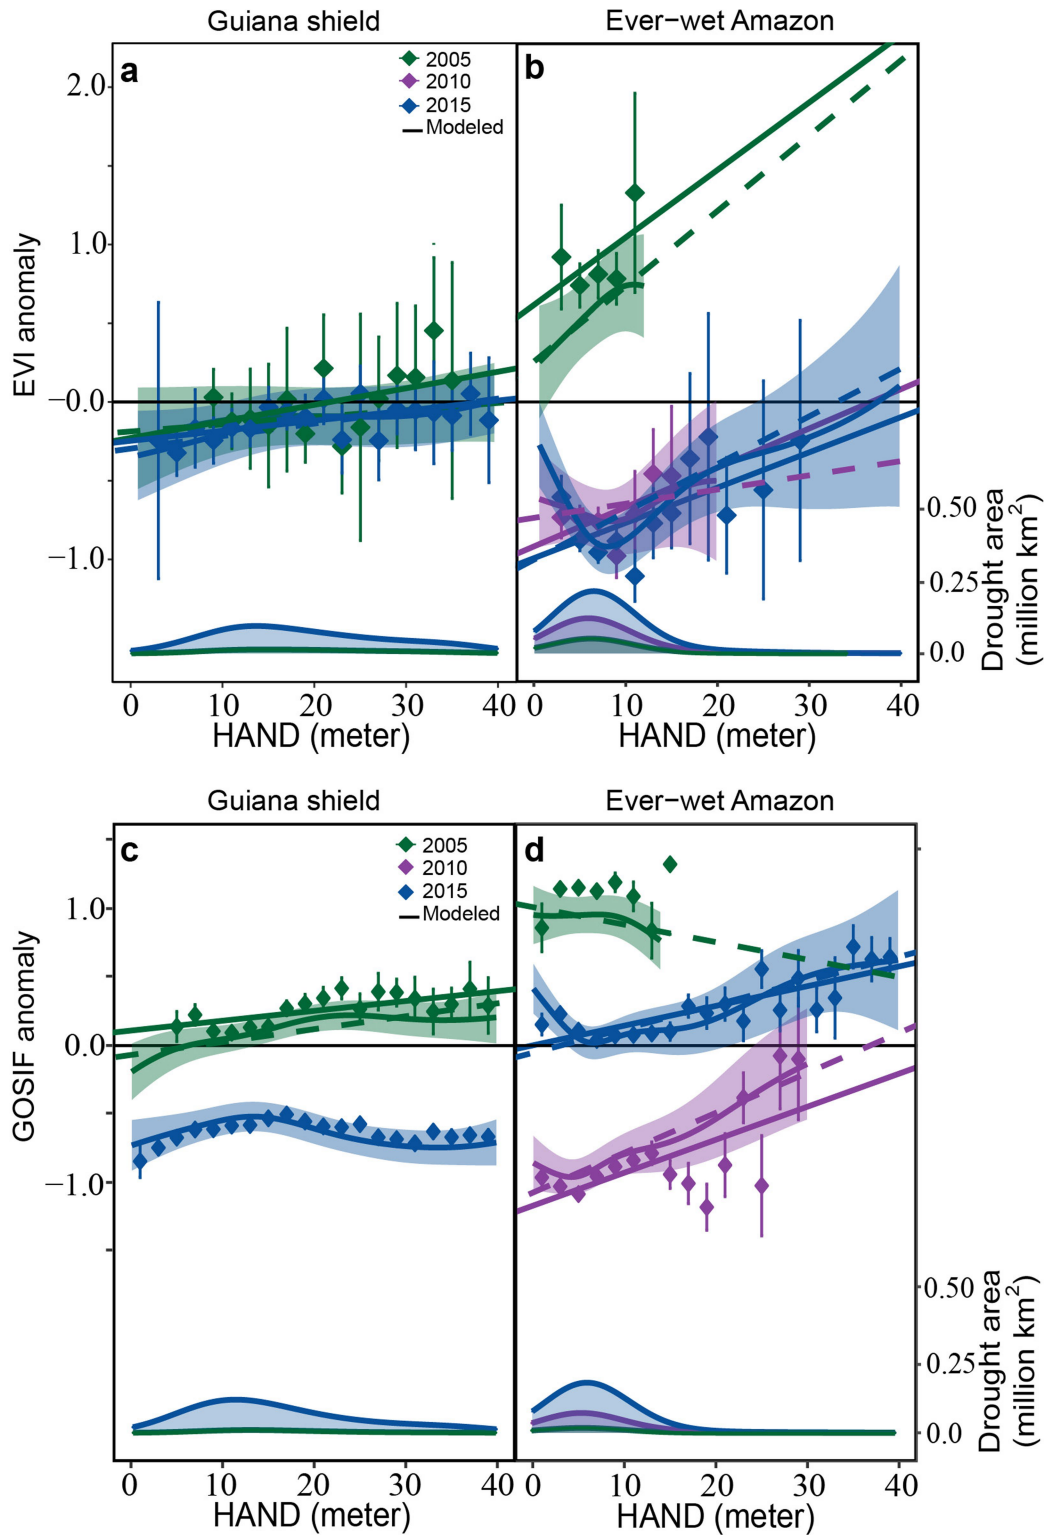 Guiana shield
Ever−wet Amazon
a
2005
2010
2015
Modeled
b
2.0
1.0
−0.0
−1.0
EVI anomaly
0.50
0.25
0.0
Drought area
(million km²)
0 10 20 30 40
0 10 20 30 40
HAND (meter)
HAND (meter)
Guiana shield
Ever−wet Amazon
c
2005
2010
2015
Modeled
d
1.0
0.0
−1.0
GOSIF anomaly
0.50
0.25
0.0
Drought area
(million km²)
0 10 20 30 40
0 10 20 30 40
HAND (meter)
HAND (meter)